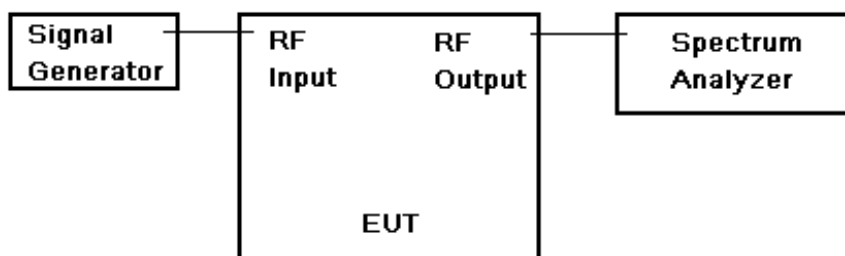 Signal
Generator
RF
Input
RF
Output
EUT
Spectrum
Analyzer